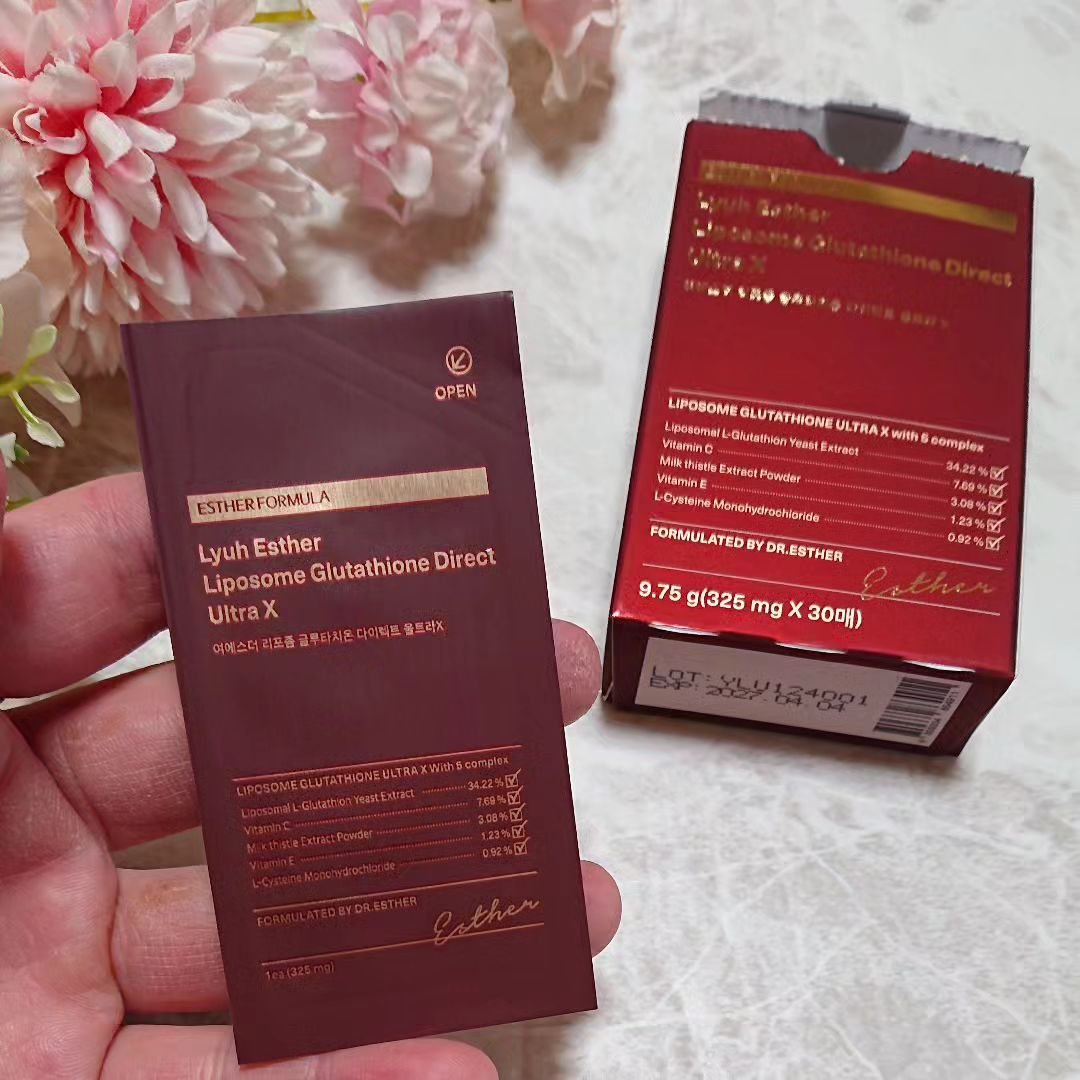 OPEN
ESTHER FORMULA
Lyuh Esther
Liposome Glutathione Direct
Ultra X
여에스더 리포좀 글루타치온 다이렉트 울트라X
LIPOSOME GLUTATHIONE ULTRA X With 5 complex
Liposomal L-Glutathion Yeast Extract 34.22 %
Vitamin C 7.69 %
Milk thistle Extract Powder 3.08 %
Vitamin E 1.23 %
L-Cysteine Monohydrochloride 0.92 %
FORMULATED BY DR.ESTHER
Esther
1ea (325 mg)
Lyuh Esther
Liposome Glutathione Direct
Ultra X
LIPOSOME GLUTATHIONE ULTRA X with 5 complex
Liposomal L-Glutathion Yeast Extract 34.22 %
Vitamin C 7.69 %
Milk thistle Extract Powder 3.08 %
Vitamin E 1.23 %
L-Cysteine Monohydrochloride 0.92 %
FORMULATED BY DR.ESTHER
Esther
9.75 g(325 mg X 30매)
LOT: YLU124001
EXP: 2027.04.04